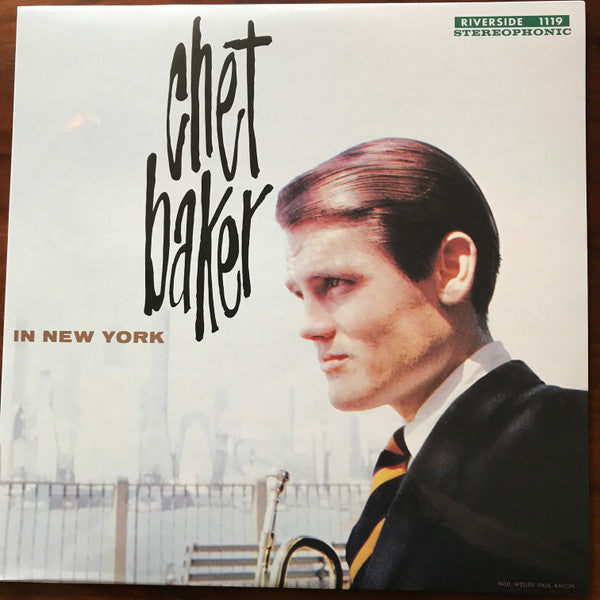 RIVERSIDE 1119
STEREOPHONIC
chet
baker
IN NEW YORK
PAUL WELLER PAUL BACON